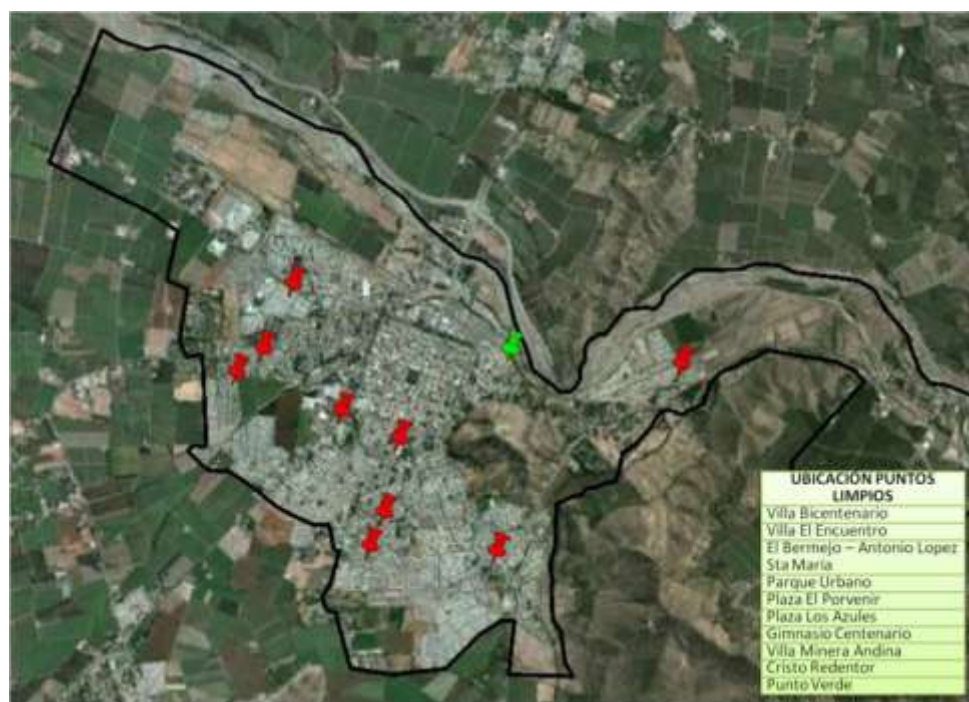 UBICACIÓN PUNTOS
LIMPIOS
Villa Bicentenario
Villa El Encuentro
El Bermejo – Antonio Lopez
Sta Maria
Parque Urbano
Plaza El Porvenir
Plaza Los Azules
Gimnasio Centenario
Villa Minera Andina
Cristo Redentor
Punto Verde